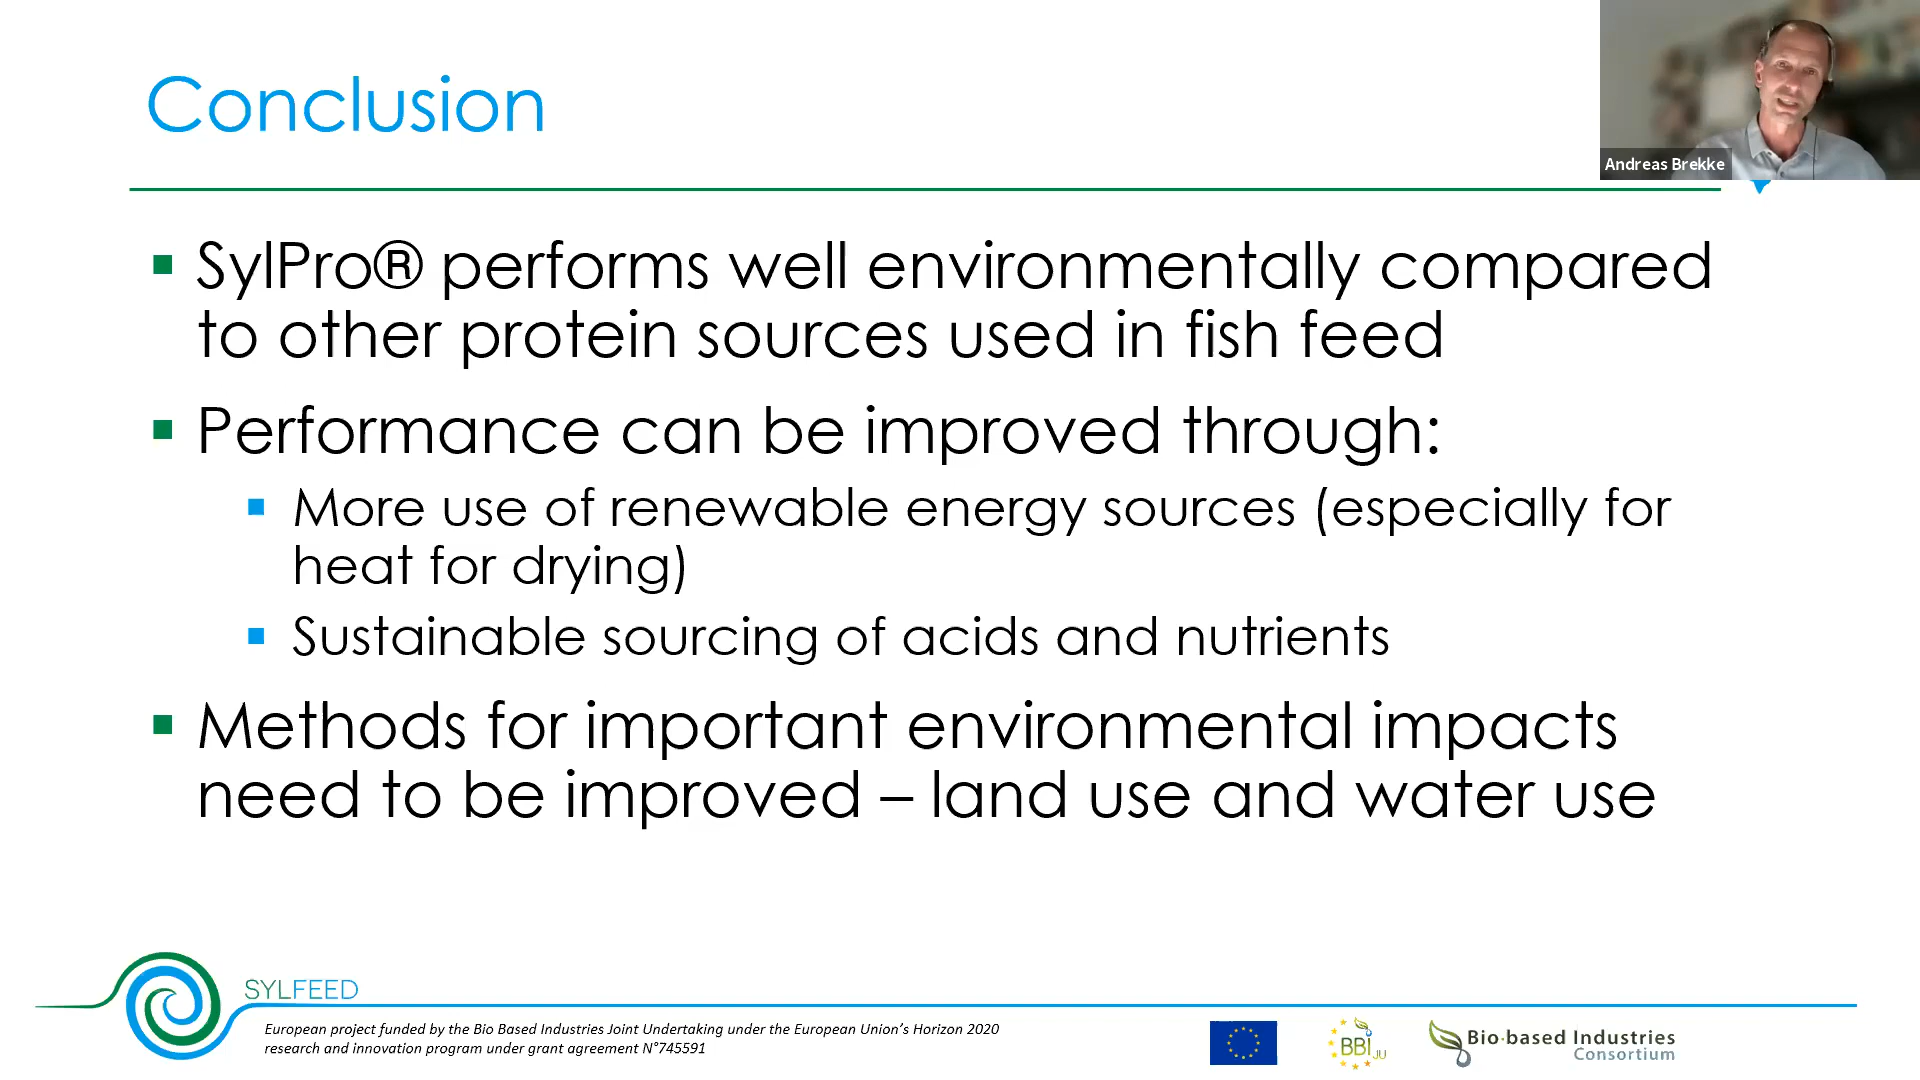 Conclusion
Andreas Brekke
SylPro® performs well environmentally compared
to other protein sources used in fish feed
Performance can be improved through:
More use of renewable energy sources (especially for
heat for drying)
Sustainable sourcing of acids and nutrients
Methods for important environmental impacts
need to be improved – land use and water use
SYLFEED
European project funded by the Bio Based Industries Joint Undertaking under the European Union's Horizon 2020
research and innovation program under grant agreement N°745591
BBI JU
Bio-based Industries
Consortium